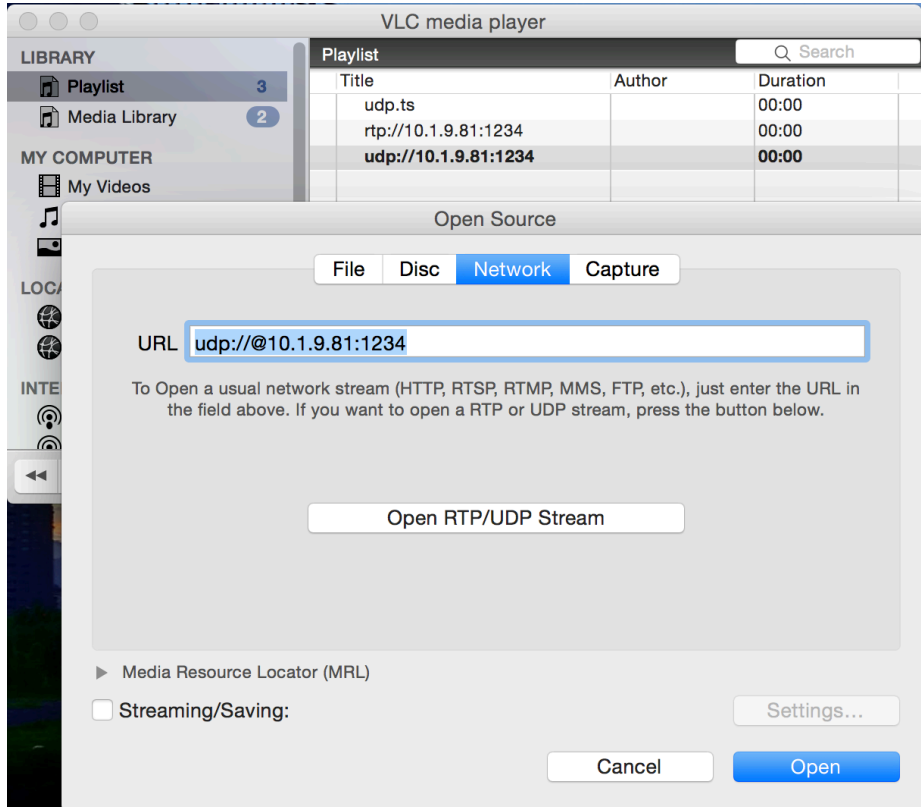 VLC media player
LIBRARY
Playlist 3
Media Library 2
MY COMPUTER
My Videos
LOCA
INTE
Playlist
Search
Title Author Duration
udp.ts 00:00
rtp://10.1.9.81:1234 00:00
udp://10.1.9.81:1234 00:00
Open Source
File Disc Network Capture
URL udp://@10.1.9.81:1234
To Open a usual network stream (HTTP, RTSP, RTMP, MMS, FTP, etc.), just enter the URL in
the field above. If you want to open a RTP or UDP stream, press the button below.
Open RTP/UDP Stream
Media Resource Locator (MRL)
Streaming/Saving:
Settings...
Cancel Open